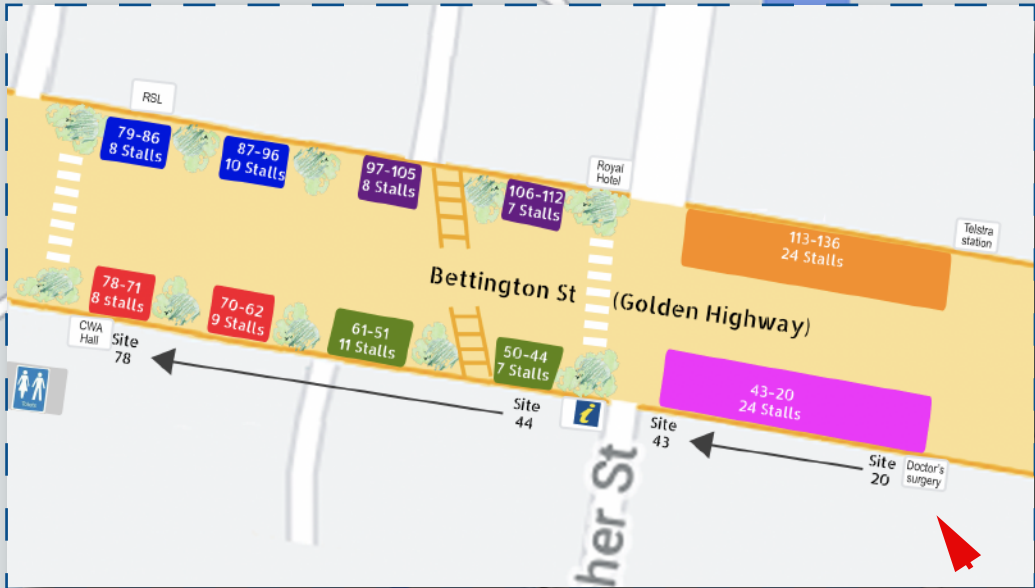 RSL
79-86
8 Stalls
87-96
10 Stalls
97-105
8 Stalls
106-112
7 Stalls
Royal
Hotel
113-136
24 Stalls
Telstra
station
Bettington St (Golden Highway)
78-71
8 stalls
70-62
9 Stalls
61-51
11 Stalls
50-44
7 Stalls
43-20
24 Stalls
CWA
Hall
Site
78
Site
44
i
Site
43
Site
20
Doctor's
surgery
her St